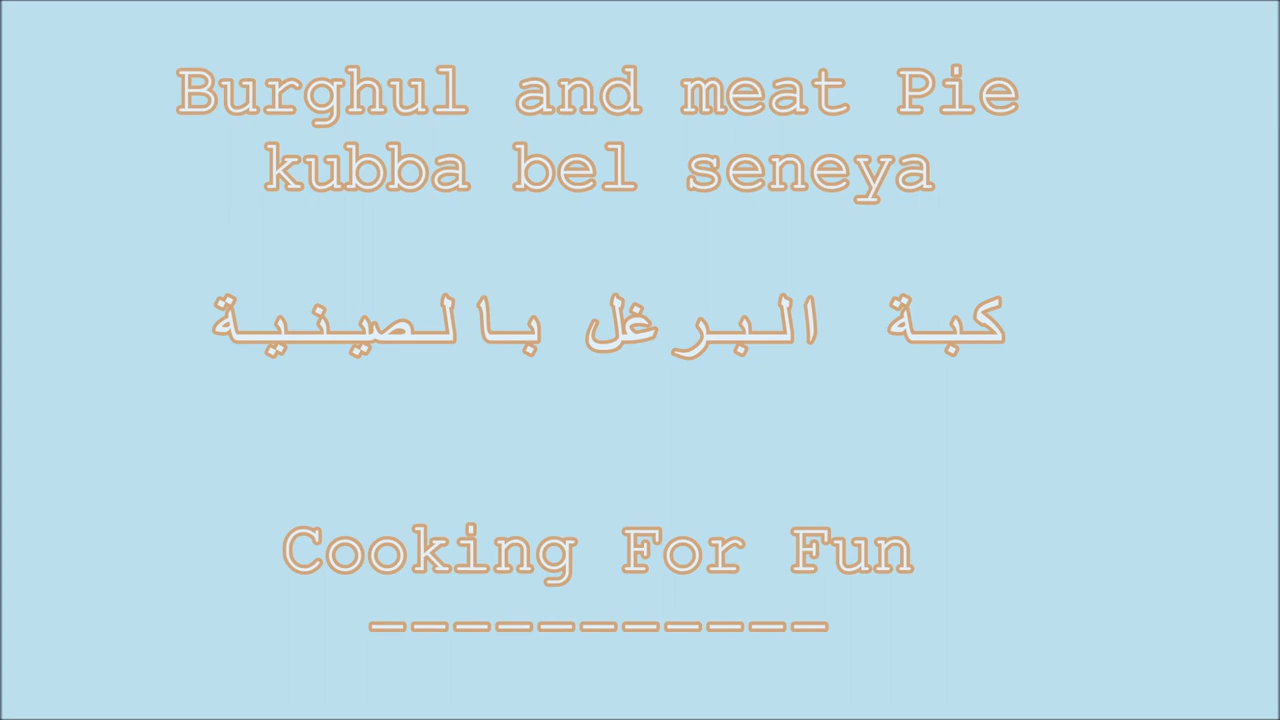 Burghul and meat Pie
kubba bel seneya
كبة البرغل بالصينية
Cooking For Fun
-----------